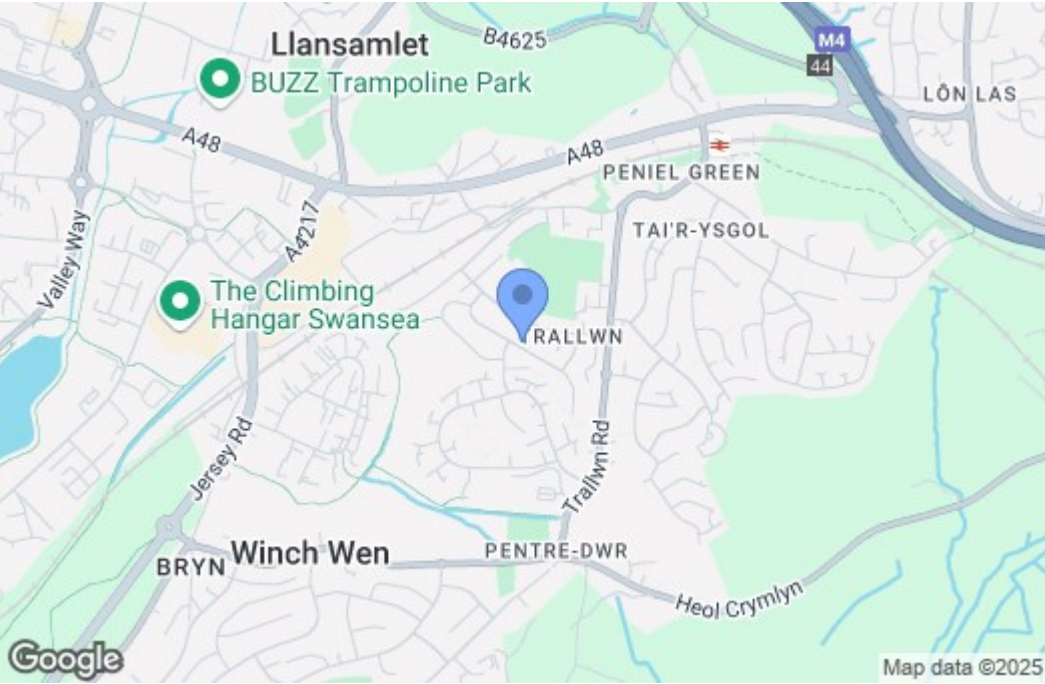 Llansamlet
B4625
M4
44
BUZZ Trampoline Park
LÔN LAS
A48
A48
PENIEL GREEN
A4217
TAI'R-YSGOL
Valley Way
The Climbing
Hangar Swansea
TRALLWN
Jersey Rd
Trallwn Rd
Winch Wen
PENTRE-DWR
BRYN
Heol Crymlyn
Google
Map data ©2025